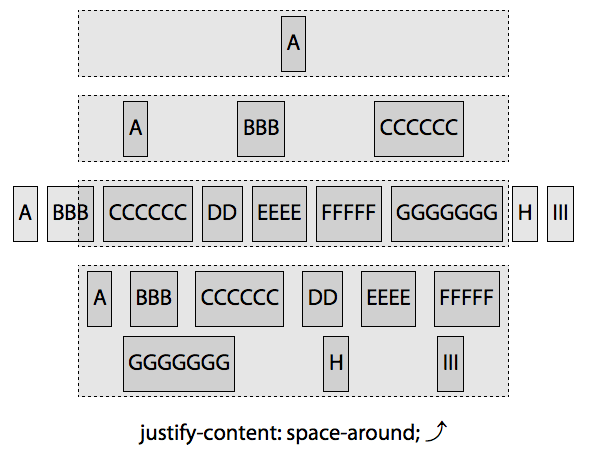 A
A BBB CCCCCC
A BBB CCCCCC DD EEEE FFFFF GGGGGGG H III
A BBB CCCCCC DD EEEE FFFFF
GGGGGGG H III
justify-content: space-around;